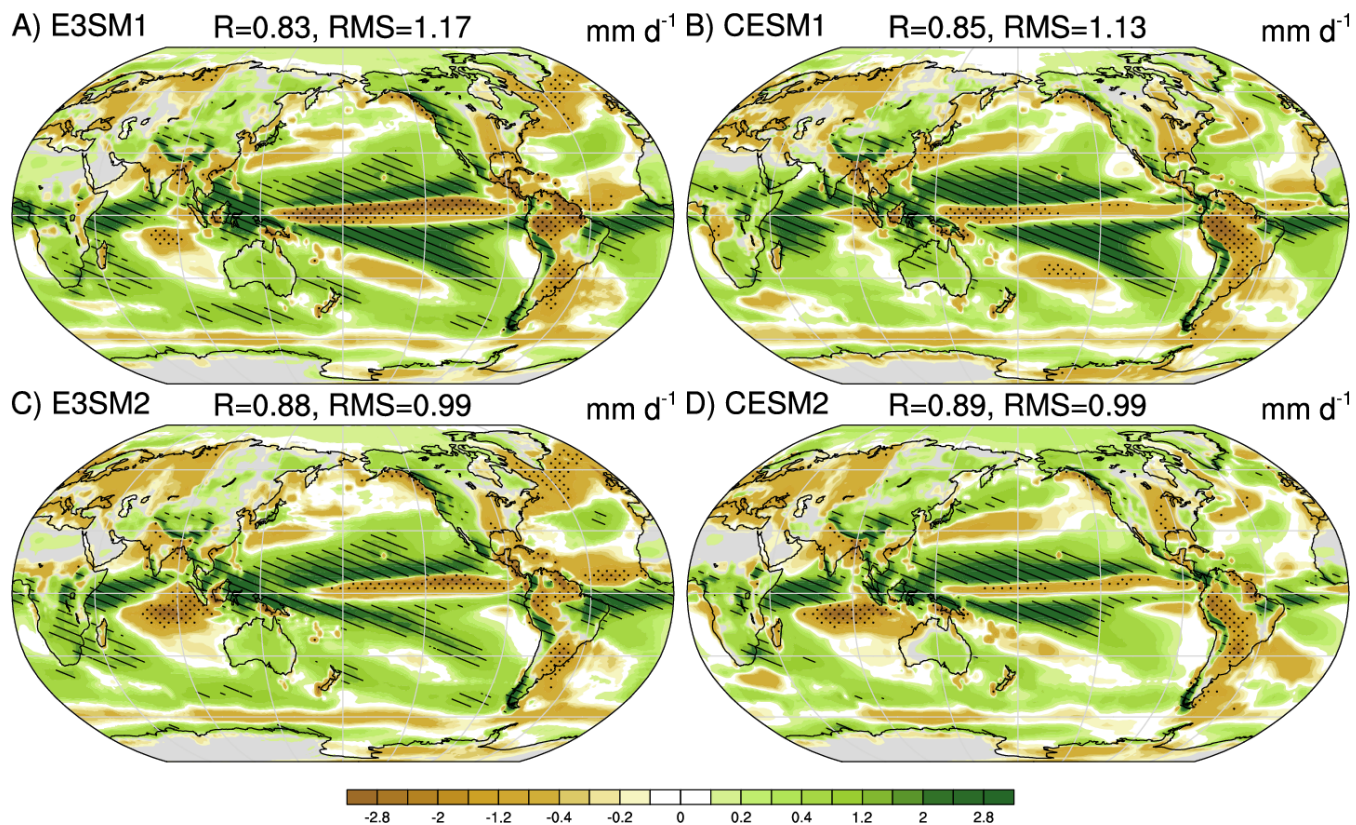 A) E3SM1 R=0.83, RMS=1.17 mm d⁻¹
B) CESM1 R=0.85, RMS=1.13 mm d⁻¹
C) E3SM2 R=0.88, RMS=0.99 mm d⁻¹
D) CESM2 R=0.89, RMS=0.99 mm d⁻¹
-2.8 -2 -1.2 -0.4 -0.2 0 0.2 0.4 1.2 2 2.8